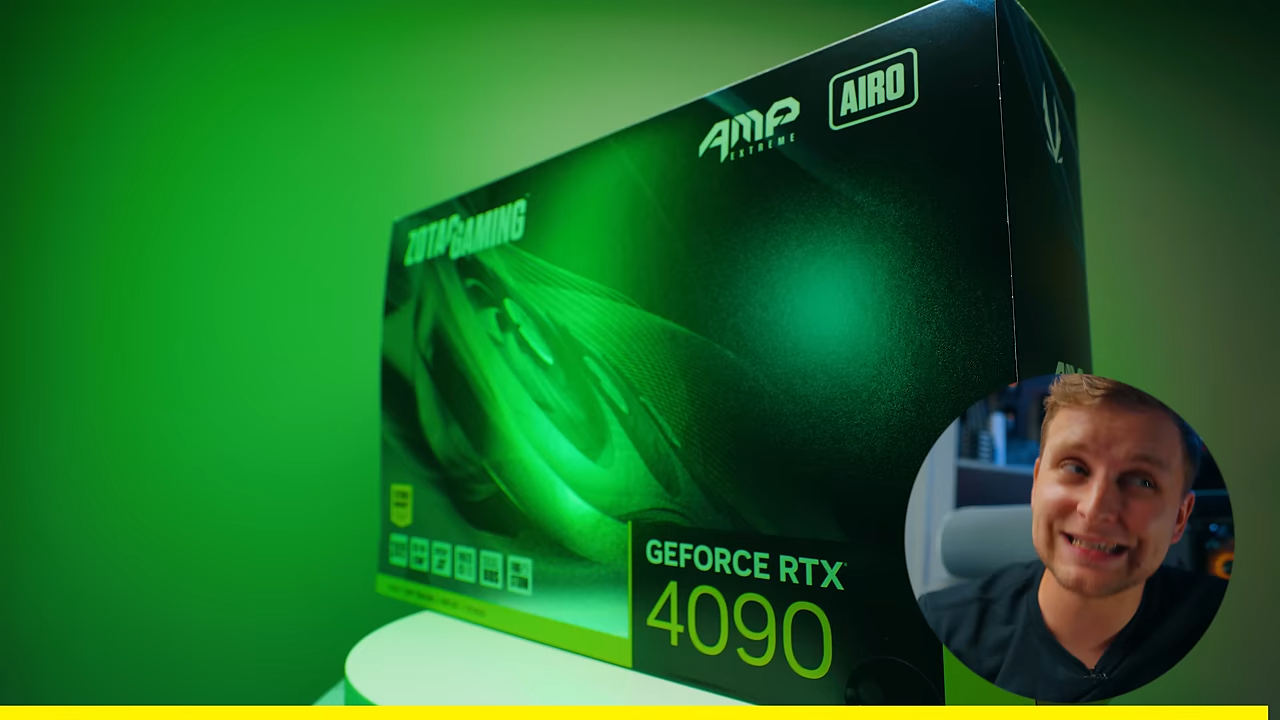 AIRO
AMP
EXTREME
ZOTAC GAMING
GEFORCE RTX
4090